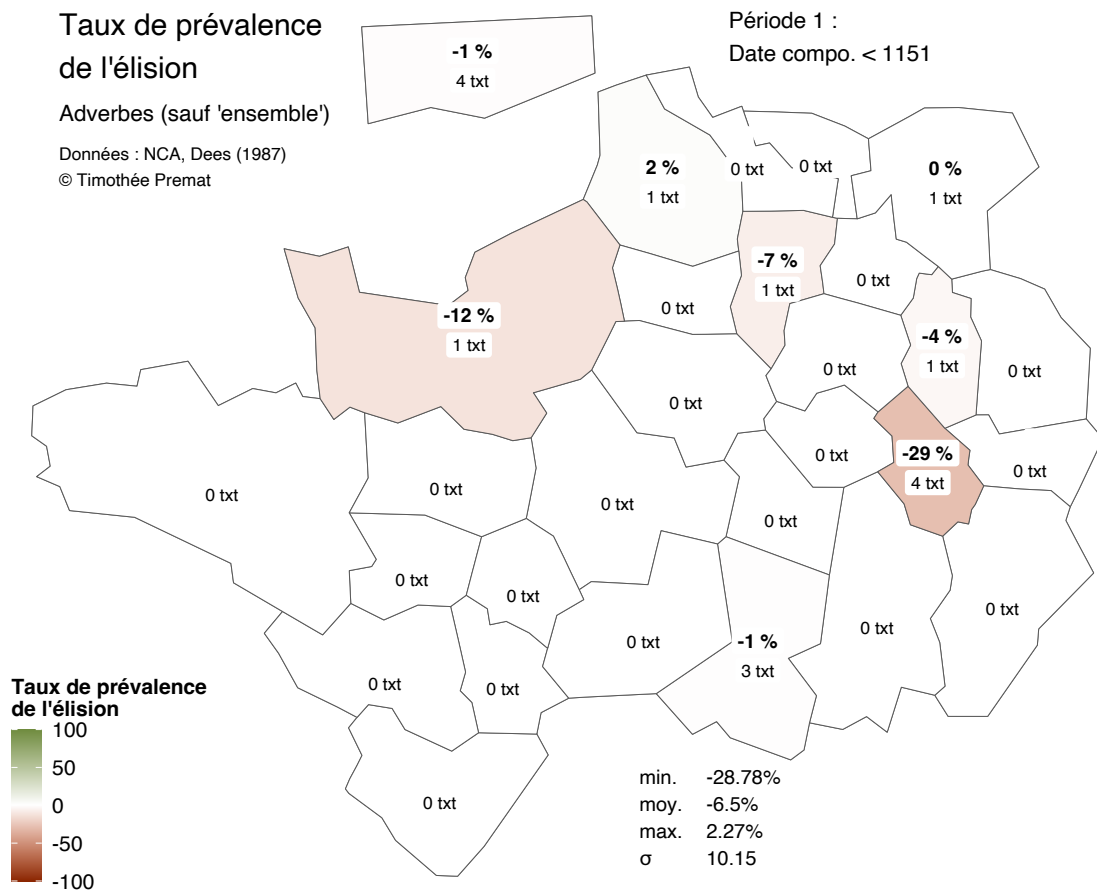 Taux de prévalence
de l'élision
Adverbes (sauf 'ensemble')
Données : NCA, Dees (1987)
© Timothée Premat
Période 1 :
Date compo. < 1151
-1 %
4 txt
2 %
1 txt
0 txt
0 txt
0 %
1 txt
-7 %
1 txt
0 txt
0 txt
-12 %
1 txt
-4 %
1 txt
0 txt
0 txt
0 txt
0 txt
-29 %
4 txt
0 txt
0 txt
0 txt
0 txt
0 txt
0 txt
0 txt
0 txt
0 txt
0 txt
-1 %
3 txt
0 txt
0 txt
0 txt
0 txt
Taux de prévalence
de l'élision
100
50
0
-50
-100
min. -28.78%
moy. -6.5%
max. 2.27%
σ 10.15